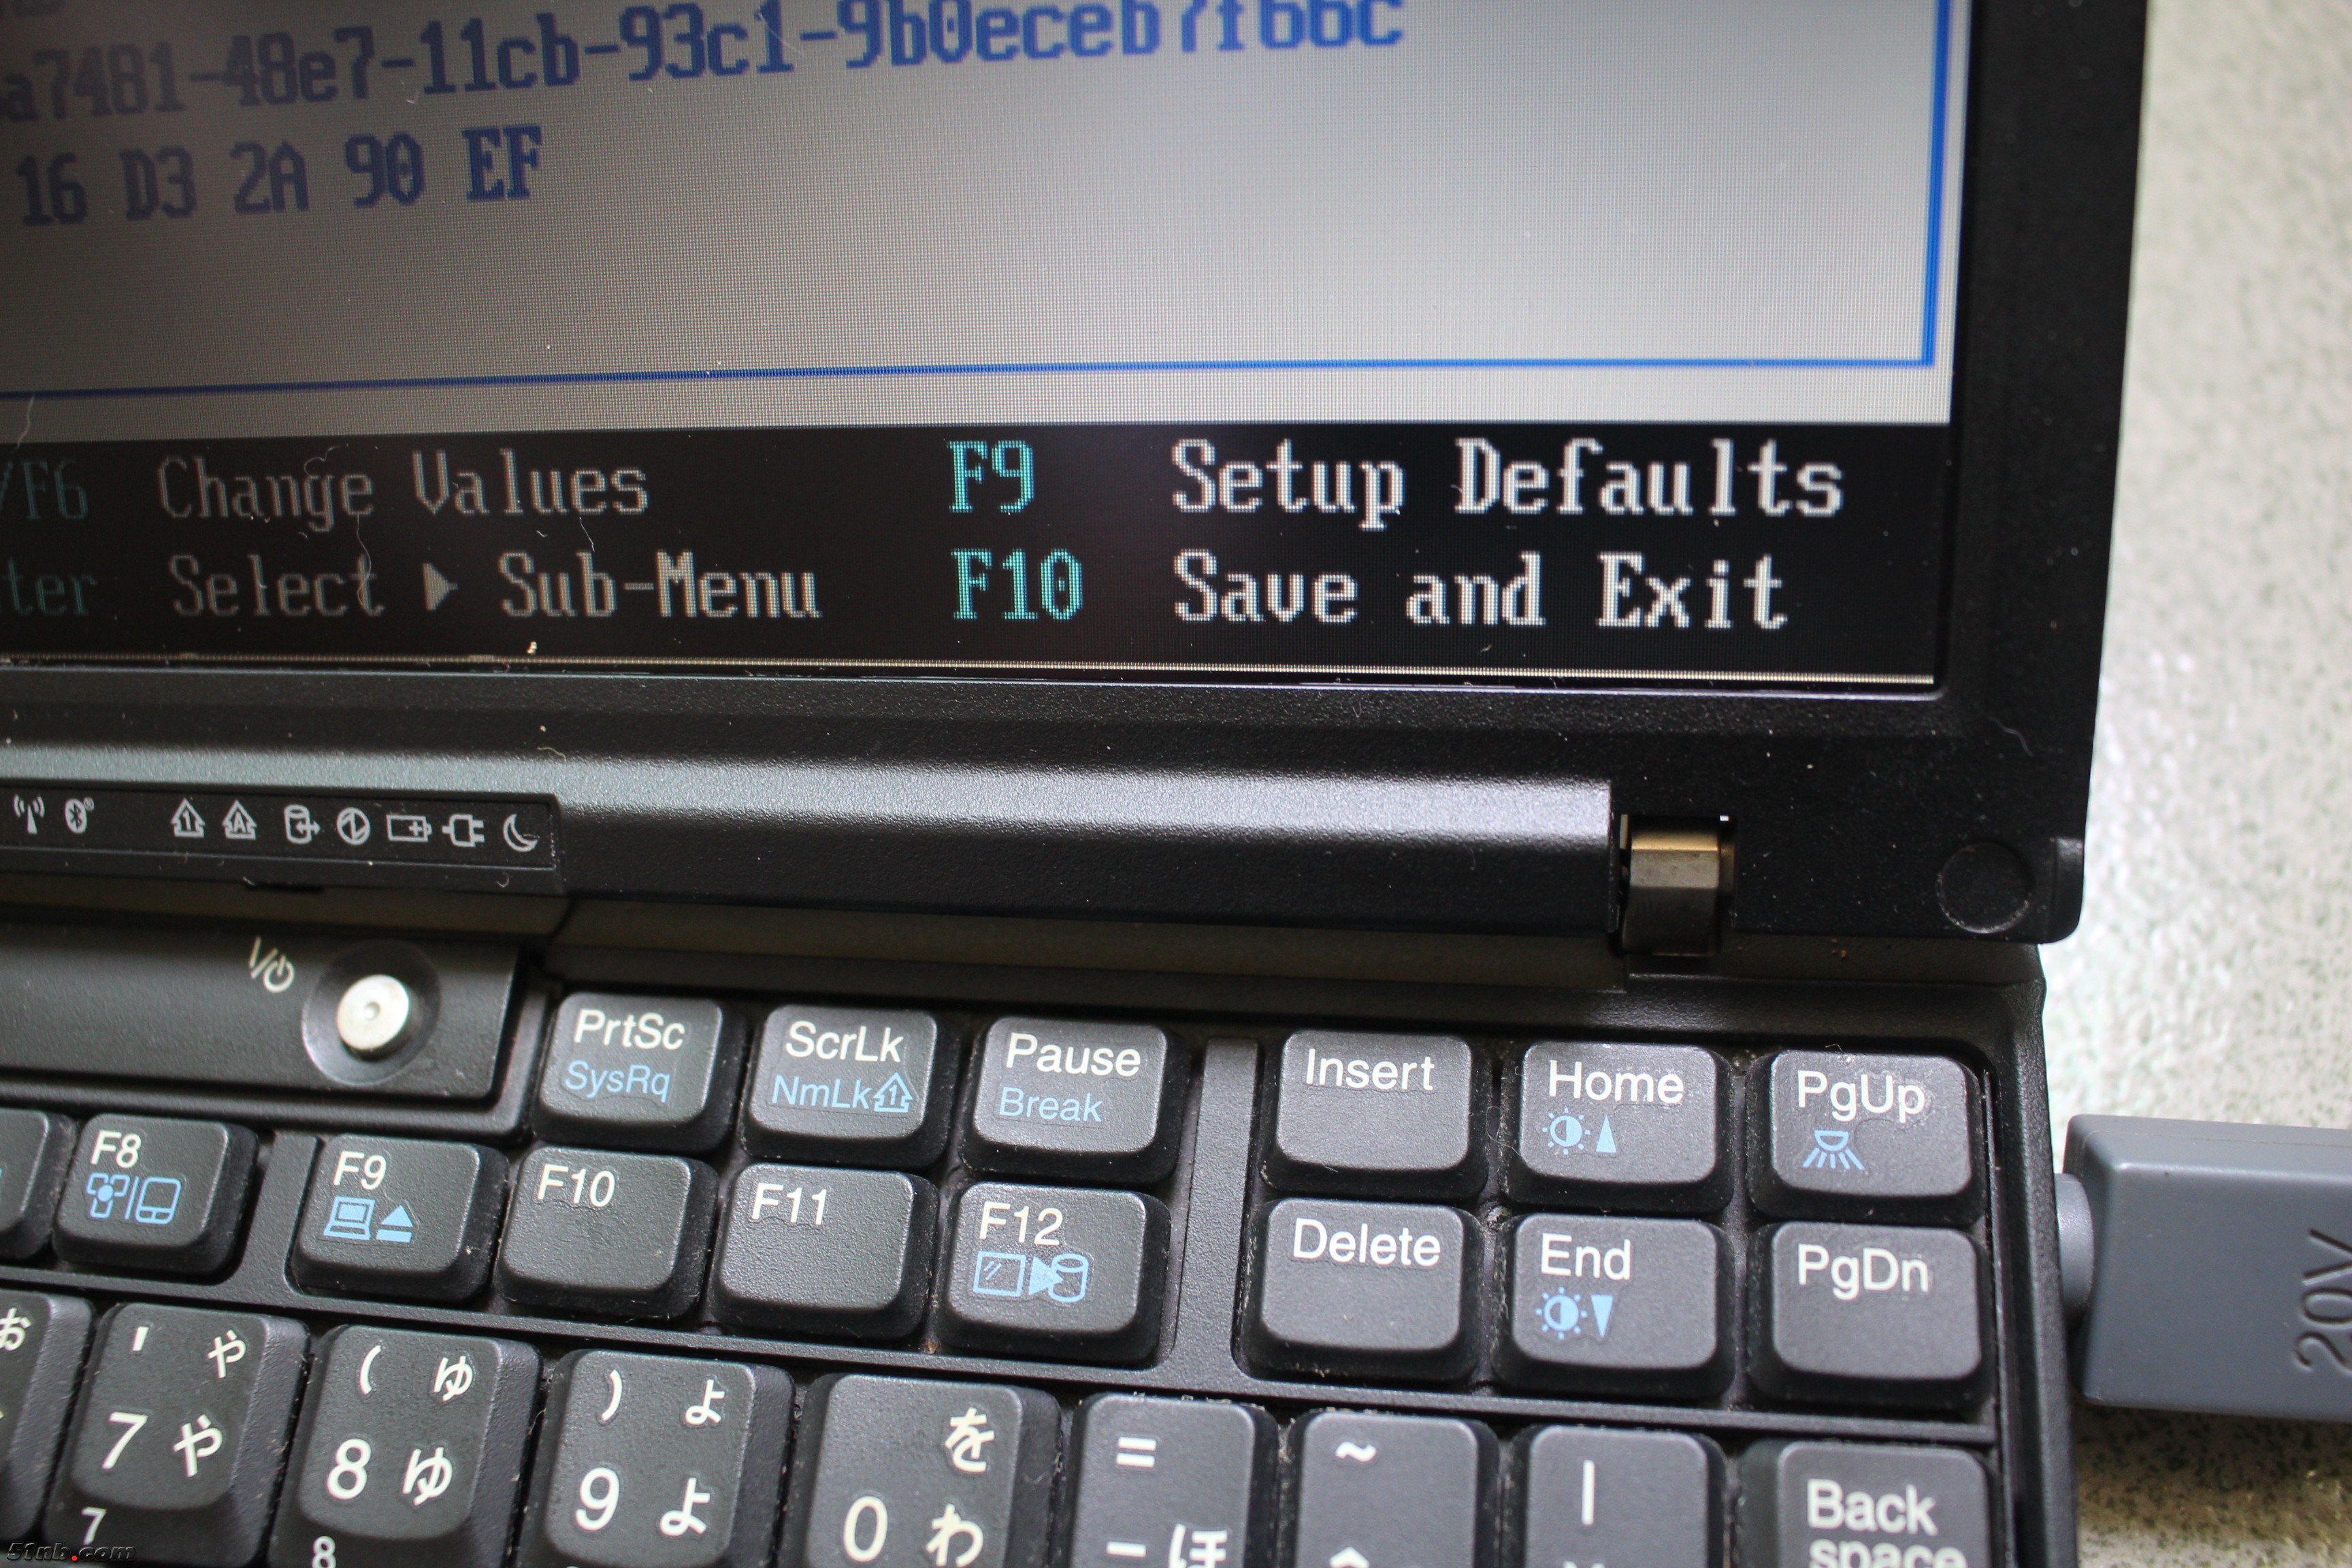 a7481-48e7-11cb-93c1-9b0eceb7f66c
16 D3 2A 90 EF
/F6 Change Values F9 Setup Defaults
ter Select ▶ Sub-Menu F10 Save and Exit
PrtSc ScrLk Pause Insert Home PgUp
SysRq NmLk Break
F8 F9 F10 F11 F12 Delete End PgDn
20V
お ' や ( ゆ ) よ を = ~ |
7 や 8 ゆ 9 よ 0 わ - ほ ^ Back
space
7 8
51nb.com